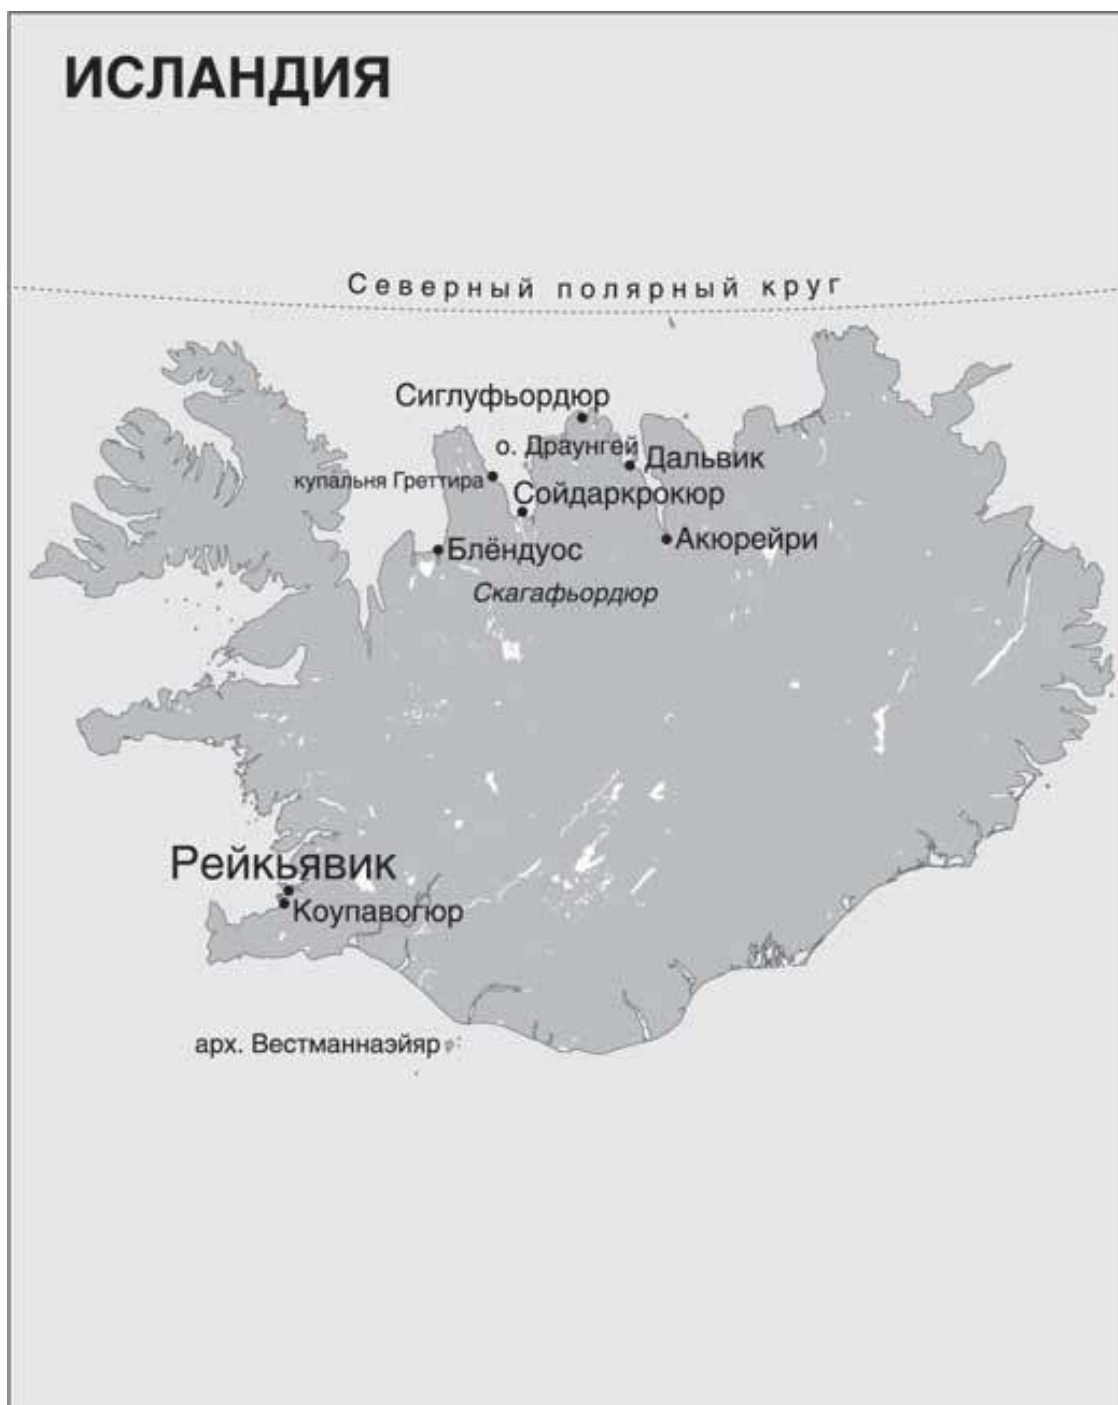 ИСЛАНДИЯ
Северный полярный круг
Сиглуфьордюр
о. Драунгей
Дальвик
купальня Греттира
Сойдаркрокюр
Акюрейри
Блёндуос
Скагафьордюр
Рейкьявик
Коупавогюр
арх. Вестманнаэйяр